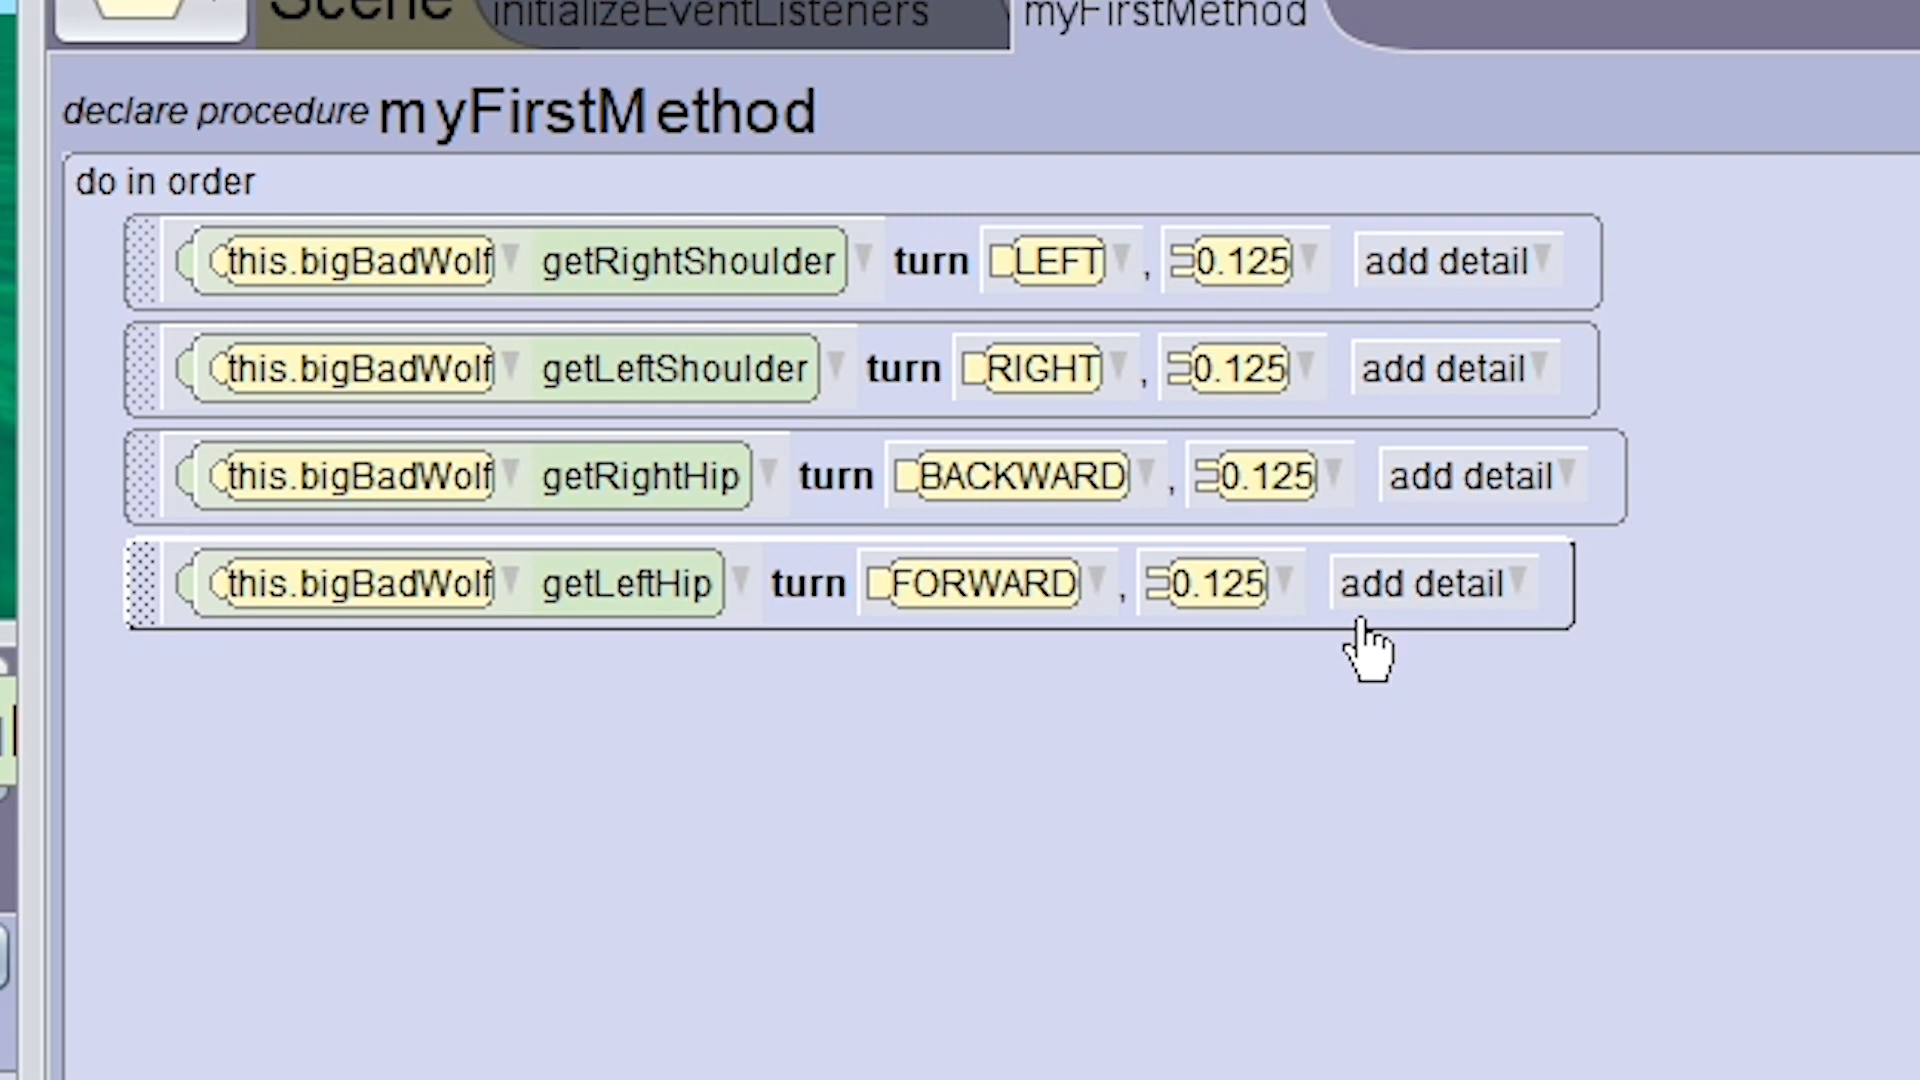 Scene initializeEventListeners myFirstMethod
declare procedure myFirstMethod
do in order
this.bigBadWolf getRightShoulder turn LEFT , 0.125 add detail
this.bigBadWolf getLeftShoulder turn RIGHT , 0.125 add detail
this.bigBadWolf getRightHip turn BACKWARD , 0.125 add detail
this.bigBadWolf getLeftHip turn FORWARD , 0.125 add detail